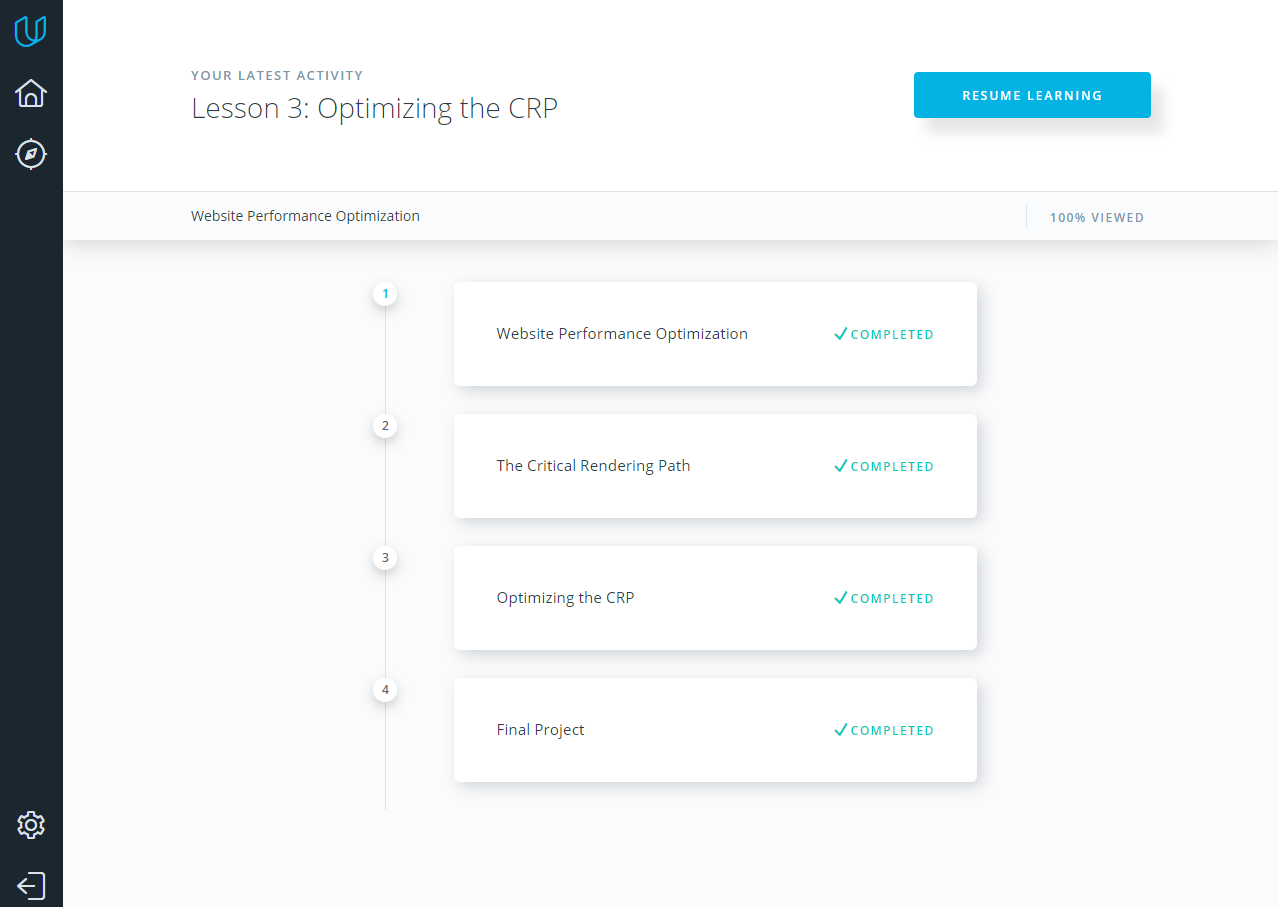 YOUR LATEST ACTIVITY
Lesson 3: Optimizing the CRP
RESUME LEARNING
Website Performance Optimization
100% VIEWED
1
Website Performance Optimization
COMPLETED
2
The Critical Rendering Path
COMPLETED
3
Optimizing the CRP
COMPLETED
4
Final Project
COMPLETED